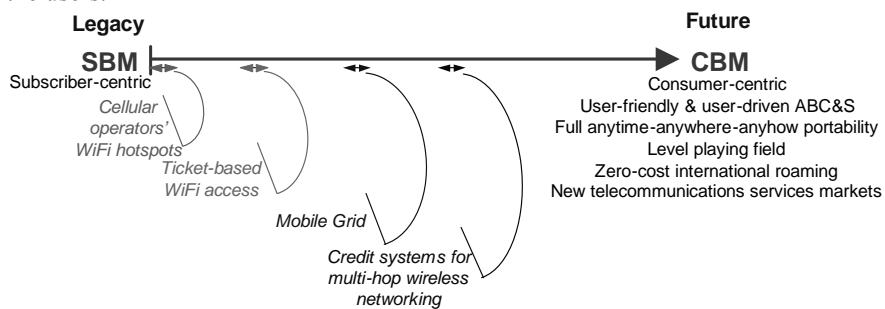 Legacy
Future
SBM
CBM
Subscriber-centric
Consumer-centric
User-friendly & user-driven ABC&S
Full anytime-anywhere-anyhow portability
Level playing field
Zero-cost international roaming
New telecommunications services markets
Cellular
operators'
WiFi hotspots
Ticket-based
WiFi access
Mobile Grid
Credit systems for
multi-hop wireless
networking